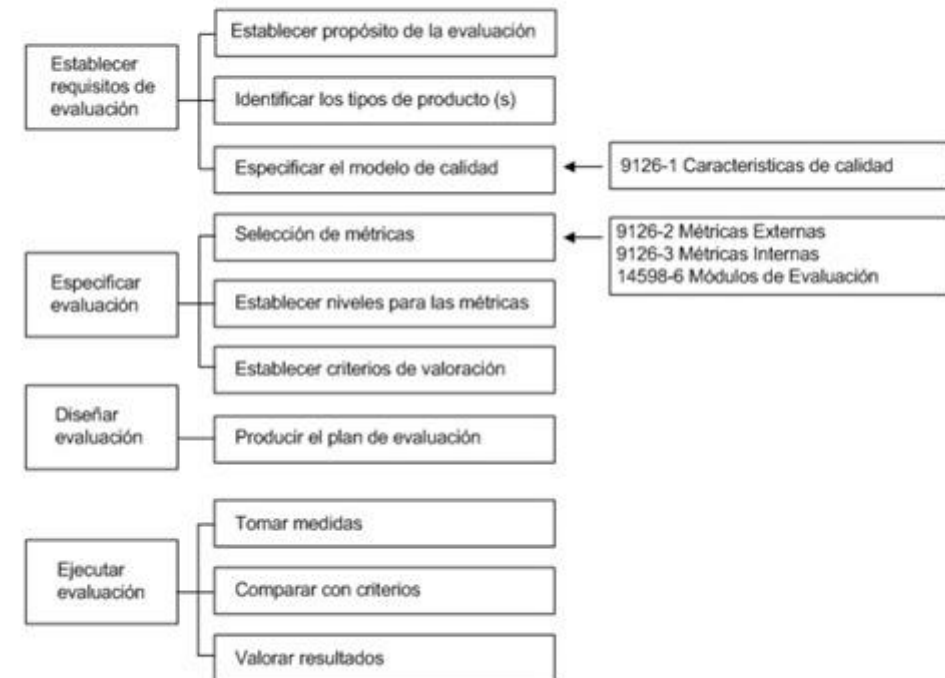 Establecer
requisitos de
evaluación
Establecer propósito de la evaluación
Identificar los tipos de producto (s)
Especificar el modelo de calidad
9126-1 Caracteristicas de calidad
Especificar
evaluación
Selección de métricas
9126-2 Métricas Externas
9126-3 Métricas Internas
14598-6 Módulos de Evaluación
Establecer niveles para las métricas
Establecer criterios de valoración
Diseñar
evaluación
Producir el plan de evaluación
Ejecutar
evaluación
Tomar medidas
Comparar con criterios
Valorar resultados